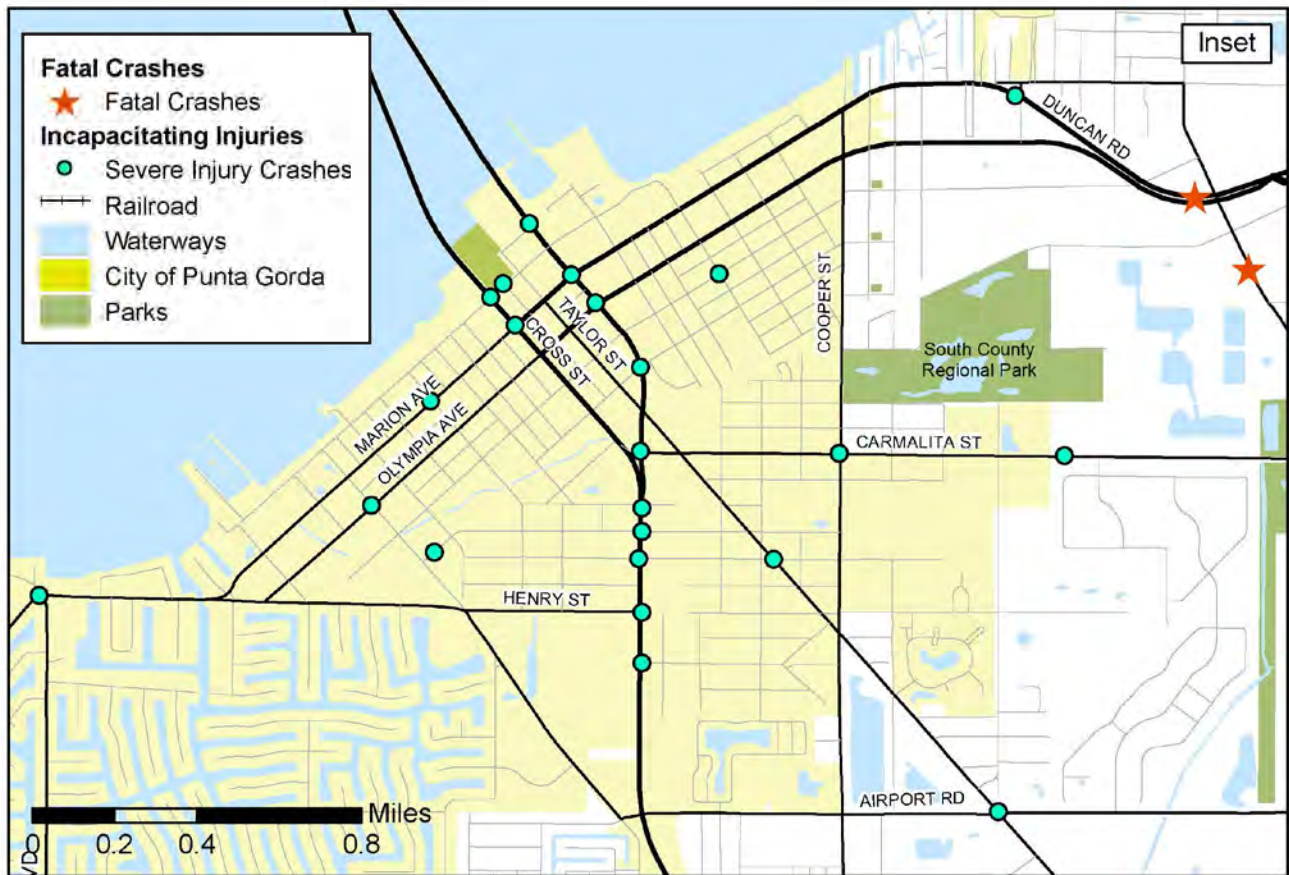 Fatal Crashes
Fatal Crashes
Incapacitating Injuries
Severe Injury Crashes
Railroad
Waterways
City of Punta Gorda
Parks
Inset
DUNCAN RD
COOPER ST
TAYLOR ST
CROSS ST
South County
Regional Park
MARION AVE
OLYMPIA AVE
CARMALITA ST
HENRY ST
AIRPORT RD
Miles
0 0.2 0.4 0.8
VD